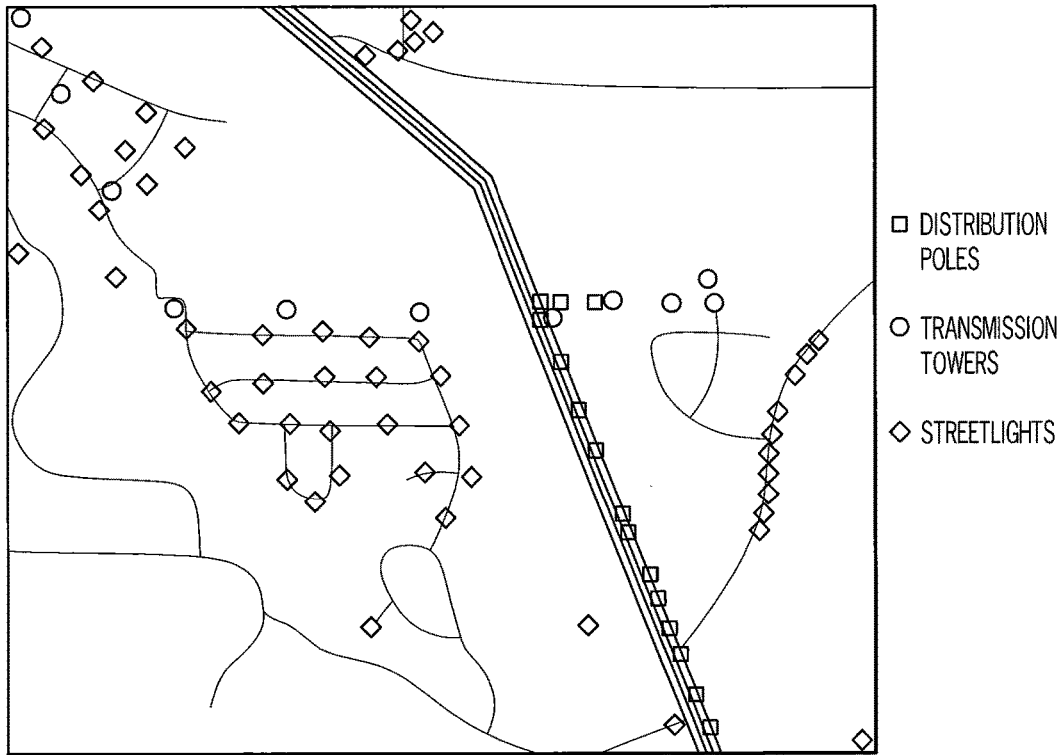 DISTRIBUTION
POLES
TRANSMISSION
TOWERS
STREETLIGHTS